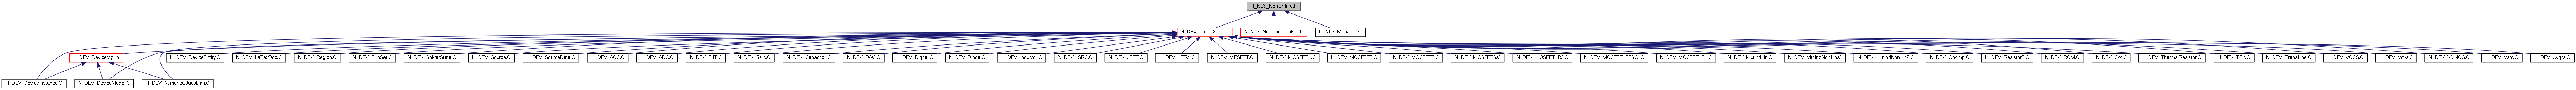 N_NLS_NonLinInfo.h
N_DEV_SolverState.h
N_NLS_NonLinearSolver.h
N_NLS_Manager.C
N_DEV_DeviceMgr.h
N_DEV_DeviceEntity.C
N_DEV_LaTexDoc.C
N_DEV_Region.C
N_DEV_RxnSet.C
N_DEV_SolverState.C
N_DEV_Source.C
N_DEV_SourceData.C
N_DEV_ACC.C
N_DEV_ADC.C
N_DEV_BJT.C
N_DEV_Bsrc.C
N_DEV_Capacitor.C
N_DEV_DAC.C
N_DEV_Digital.C
N_DEV_Diode.C
N_DEV_Inductor.C
N_DEV_ISRC.C
N_DEV_JFET.C
N_DEV_LTRA.C
N_DEV_MESFET.C
N_DEV_MOSFET1.C
N_DEV_MOSFET2.C
N_DEV_MOSFET3.C
N_DEV_MOSFET6.C
N_DEV_MOSFET_B3.C
N_DEV_MOSFET_B3SOI.C
N_DEV_MOSFET_B4.C
N_DEV_MutIndLin.C
N_DEV_MutIndNonLin.C
N_DEV_MutIndNonLin2.C
N_DEV_OpAmp.C
N_DEV_Resistor3.C
N_DEV_ROM.C
N_DEV_SW.C
N_DEV_ThermalResistor.C
N_DEV_TRA.C
N_DEV_TransLine.C
N_DEV_VCCS.C
N_DEV_Vcvs.C
N_DEV_VDMOS.C
N_DEV_Vsrc.C
N_DEV_Xygra.C
N_DEV_DeviceInstance.C
N_DEV_DeviceModel.C
N_DEV_NumericalJacobian.C